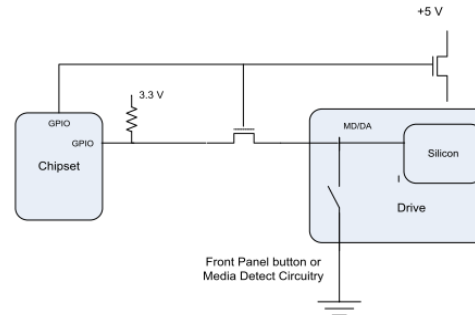 +5 V
3.3 V
GPIO
GPIO
MD/DA
Chipset
Silicon
Drive
Front Panel button or
Media Detect Circuitry